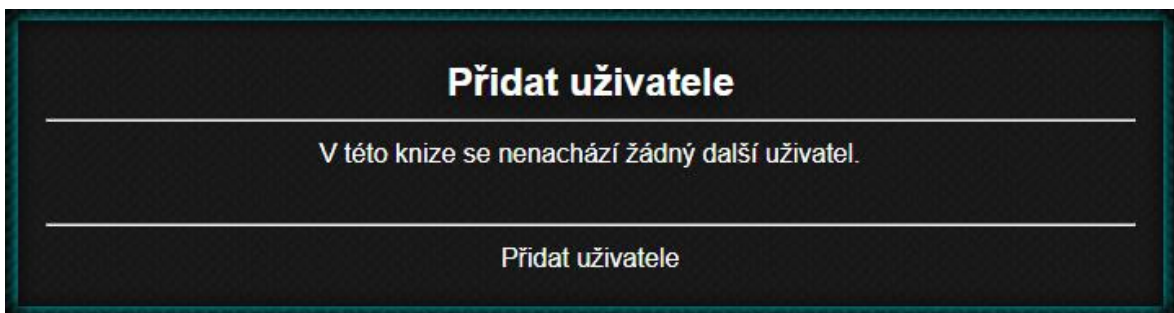 Přidat uživatele
V této knize se nenachází žádný další uživatel.
Přidat uživatele